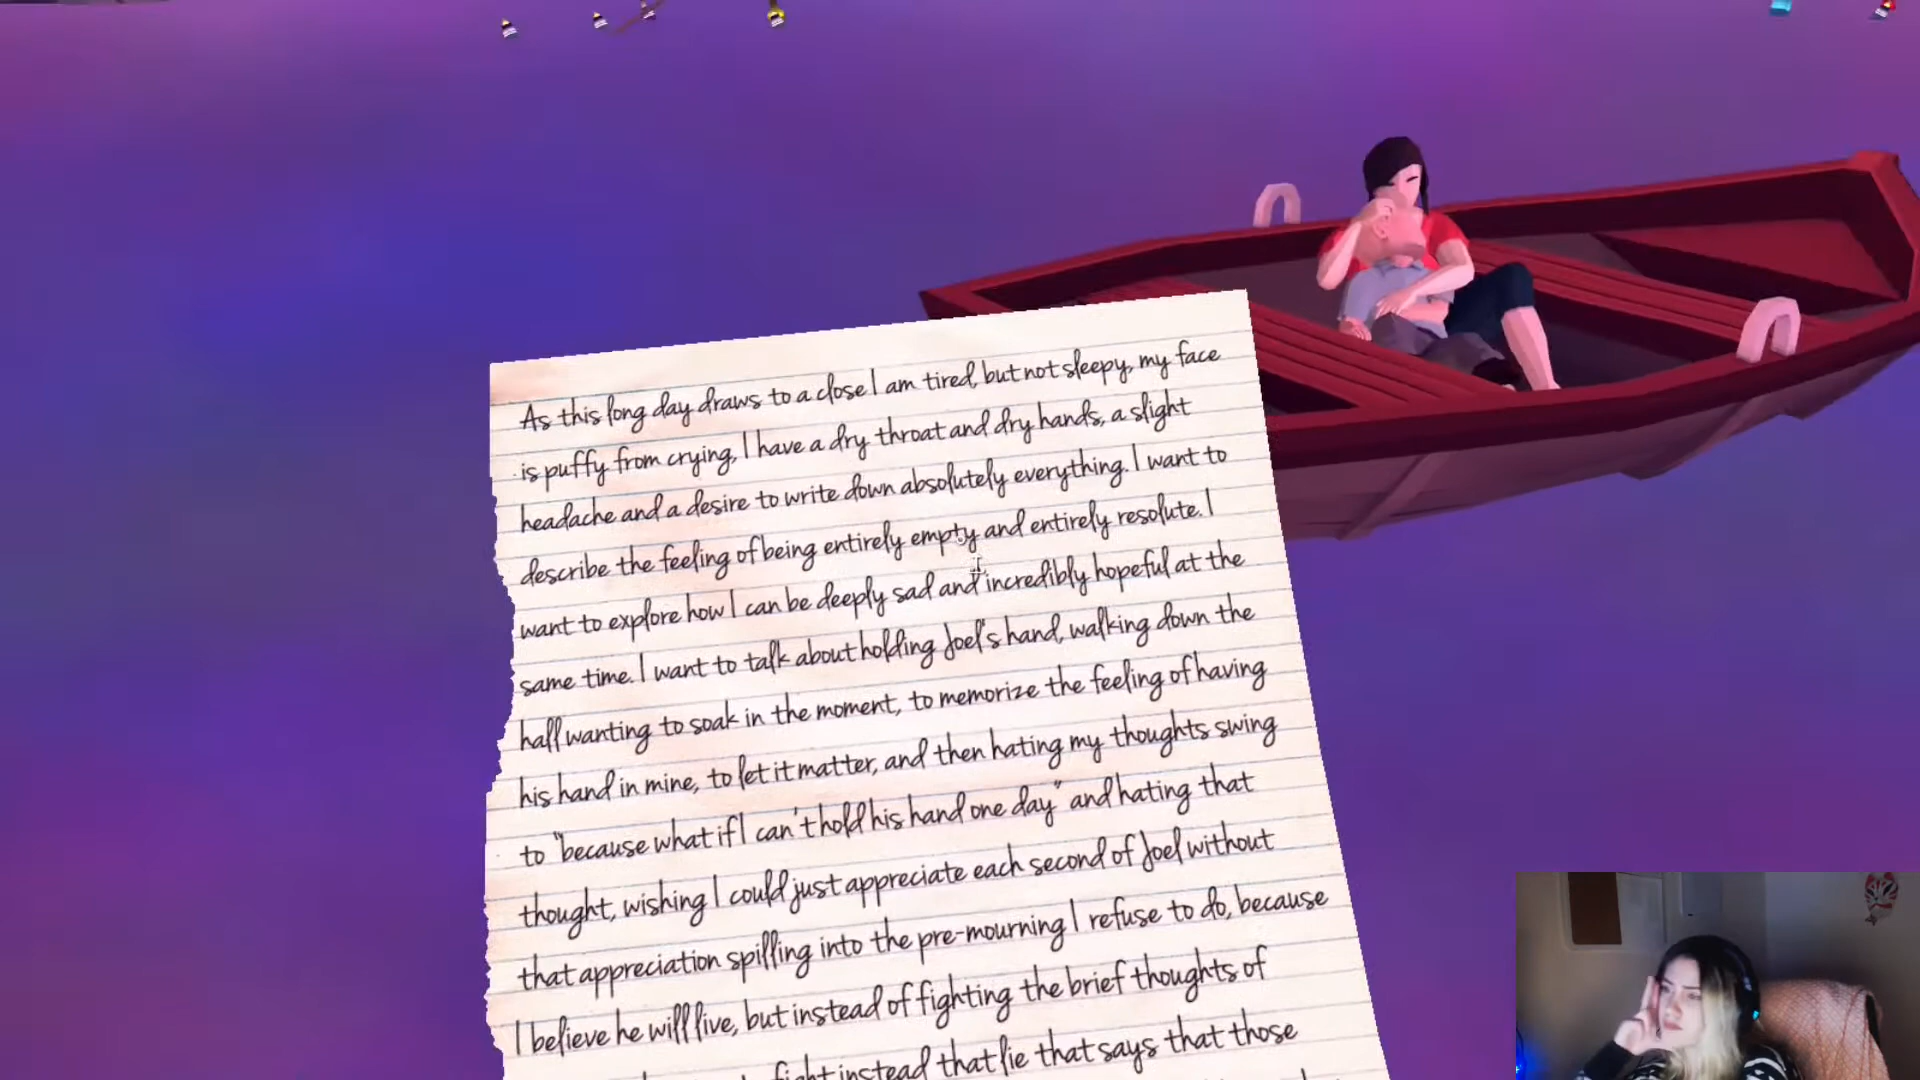 As this long day draws to a close I am tired, but not sleepy, my face
is puffy from crying, I have a dry throat and dry hands, a slight
headache and a desire to write down absolutely everything. I want to
describe the feeling of being entirely empty and entirely resolute. I
want to explore how I can be deeply sad and incredibly hopeful at the
same time. I want to talk about holding Joel's hand, walking down the
hall wanting to soak in the moment, to memorize the feeling of having
his hand in mine, to let it matter, and then hating my thoughts swing
to "because what if I can't hold his hand one day" and hating that
thought, wishing I could just appreciate each second of Joel without
that appreciation spilling into the pre-mourning I refuse to do, because
I believe he will live, but instead of fighting the brief thoughts of
fight instead that lie that says that those